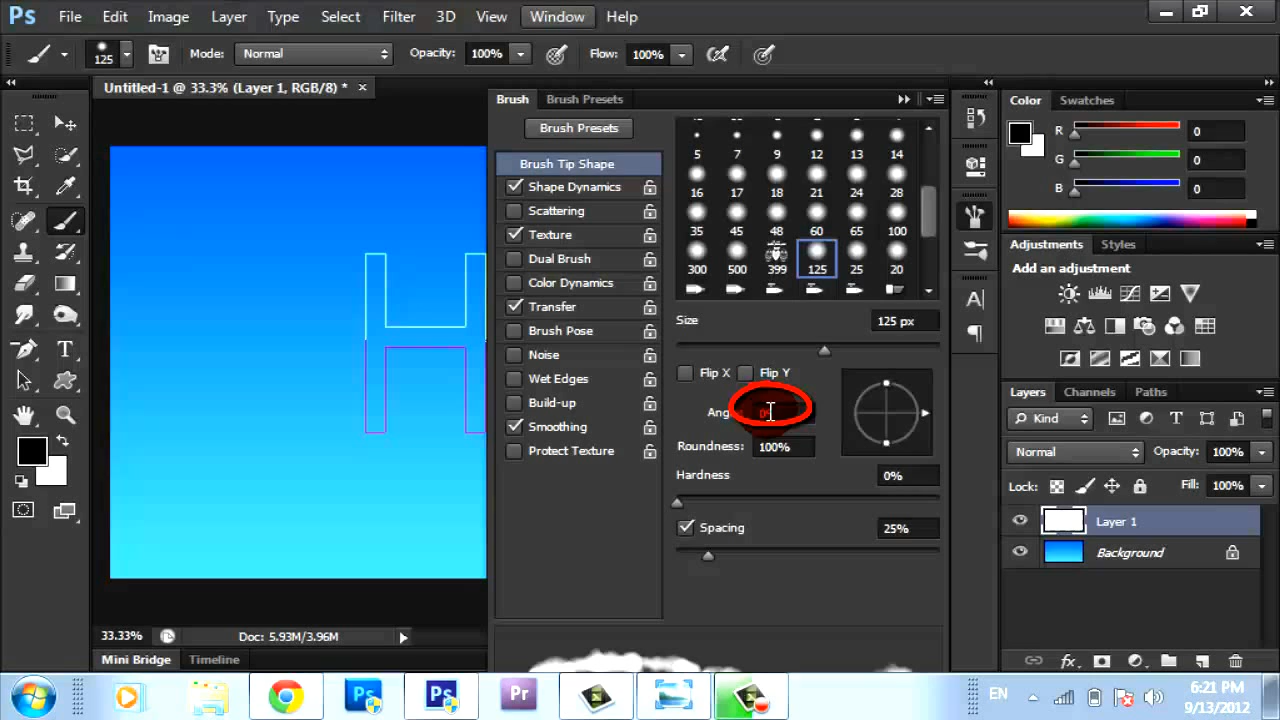 Ps File Edit Image Layer Type Select Filter 3D View Window Help
125 Mode: Normal Opacity: 100% Flow: 100%
Untitled-1 @ 33.3% (Layer 1, RGB/8) * ×
Brush Brush Presets
Brush Presets
Brush Tip Shape
Shape Dynamics
Scattering
Texture
Dual Brush
Color Dynamics
Transfer
Brush Pose
Noise
Wet Edges
Build-up
Smoothing
Protect Texture
5 7 9 12 13 14
16 17 18 21 24 28
35 45 48 60 65 100
300 500 399 125 25 20
Size 125 px
Flip X Flip Y
Roundness: 100%
Hardness 0%
Spacing 25%
H
Color Swatches
R 0
G 0
B 0
Adjustments Styles
Add an adjustment
A
Layers Channels Paths
Kind T
Normal Opacity: 100%
Lock: Fill: 100%
Layer 1
Background
fx
T
33.33% Doc: 5.93M/3.96M
Mini Bridge Timeline
Ps Ps Pr
EN
6:21 PM
9/13/2012